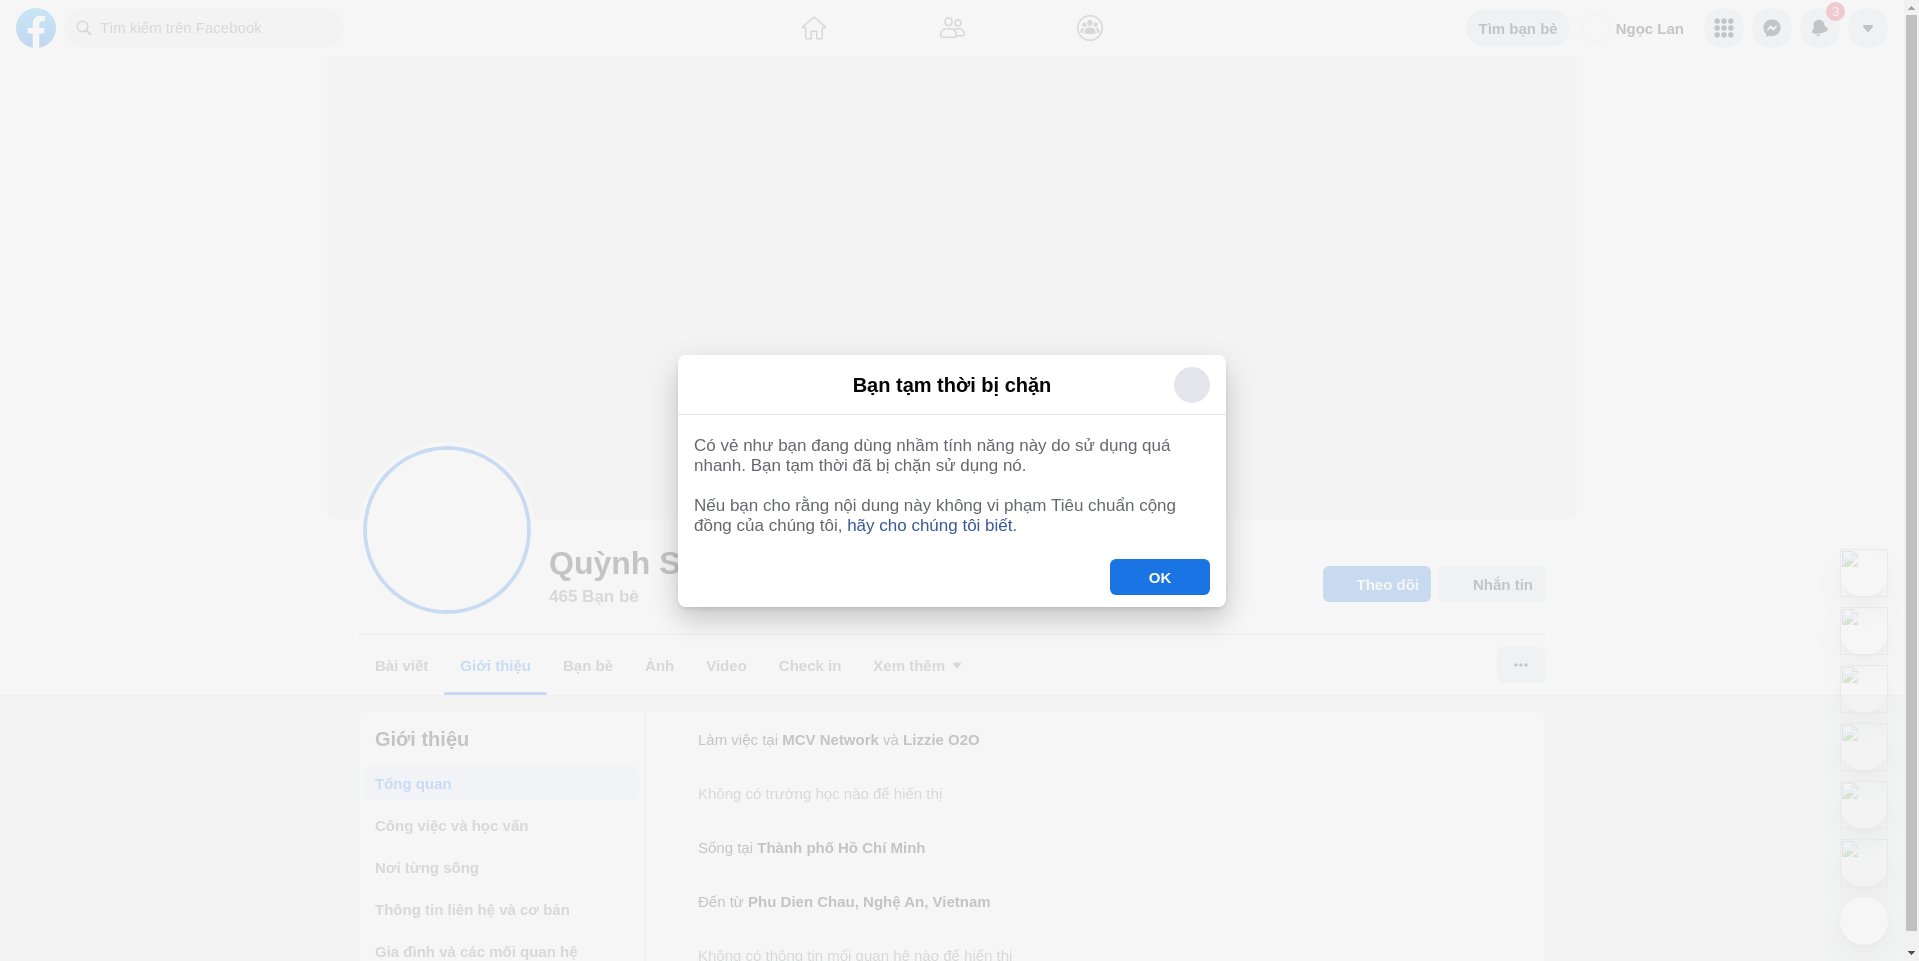 Tìm kiếm trên Facebook
Tìm bạn bè
Ngọc Lan
3
Bạn tạm thời bị chặn
Có vẻ như bạn đang dùng nhầm tính năng này do sử dụng quá
nhanh. Bạn tạm thời đã bị chặn sử dụng nó.
Nếu bạn cho rằng nội dung này không vi phạm Tiêu chuẩn cộng
đồng của chúng tôi, hãy cho chúng tôi biết.
OK
Quỳnh S
465 Bạn bè
Theo dõi
Nhắn tin
Bài viết
Giới thiệu
Bạn bè
Ảnh
Video
Check in
Xem thêm
Giới thiệu
Tổng quan
Công việc và học vấn
Nơi từng sống
Thông tin liên hệ và cơ bản
Gia đình và các mối quan hệ
Làm việc tại MCV Network và Lizzie O2O
Không có trường học nào để hiển thị
Sống tại Thành phố Hồ Chí Minh
Đến từ Phu Dien Chau, Nghệ An, Vietnam
Không có thông tin mối quan hệ nào để hiển thị